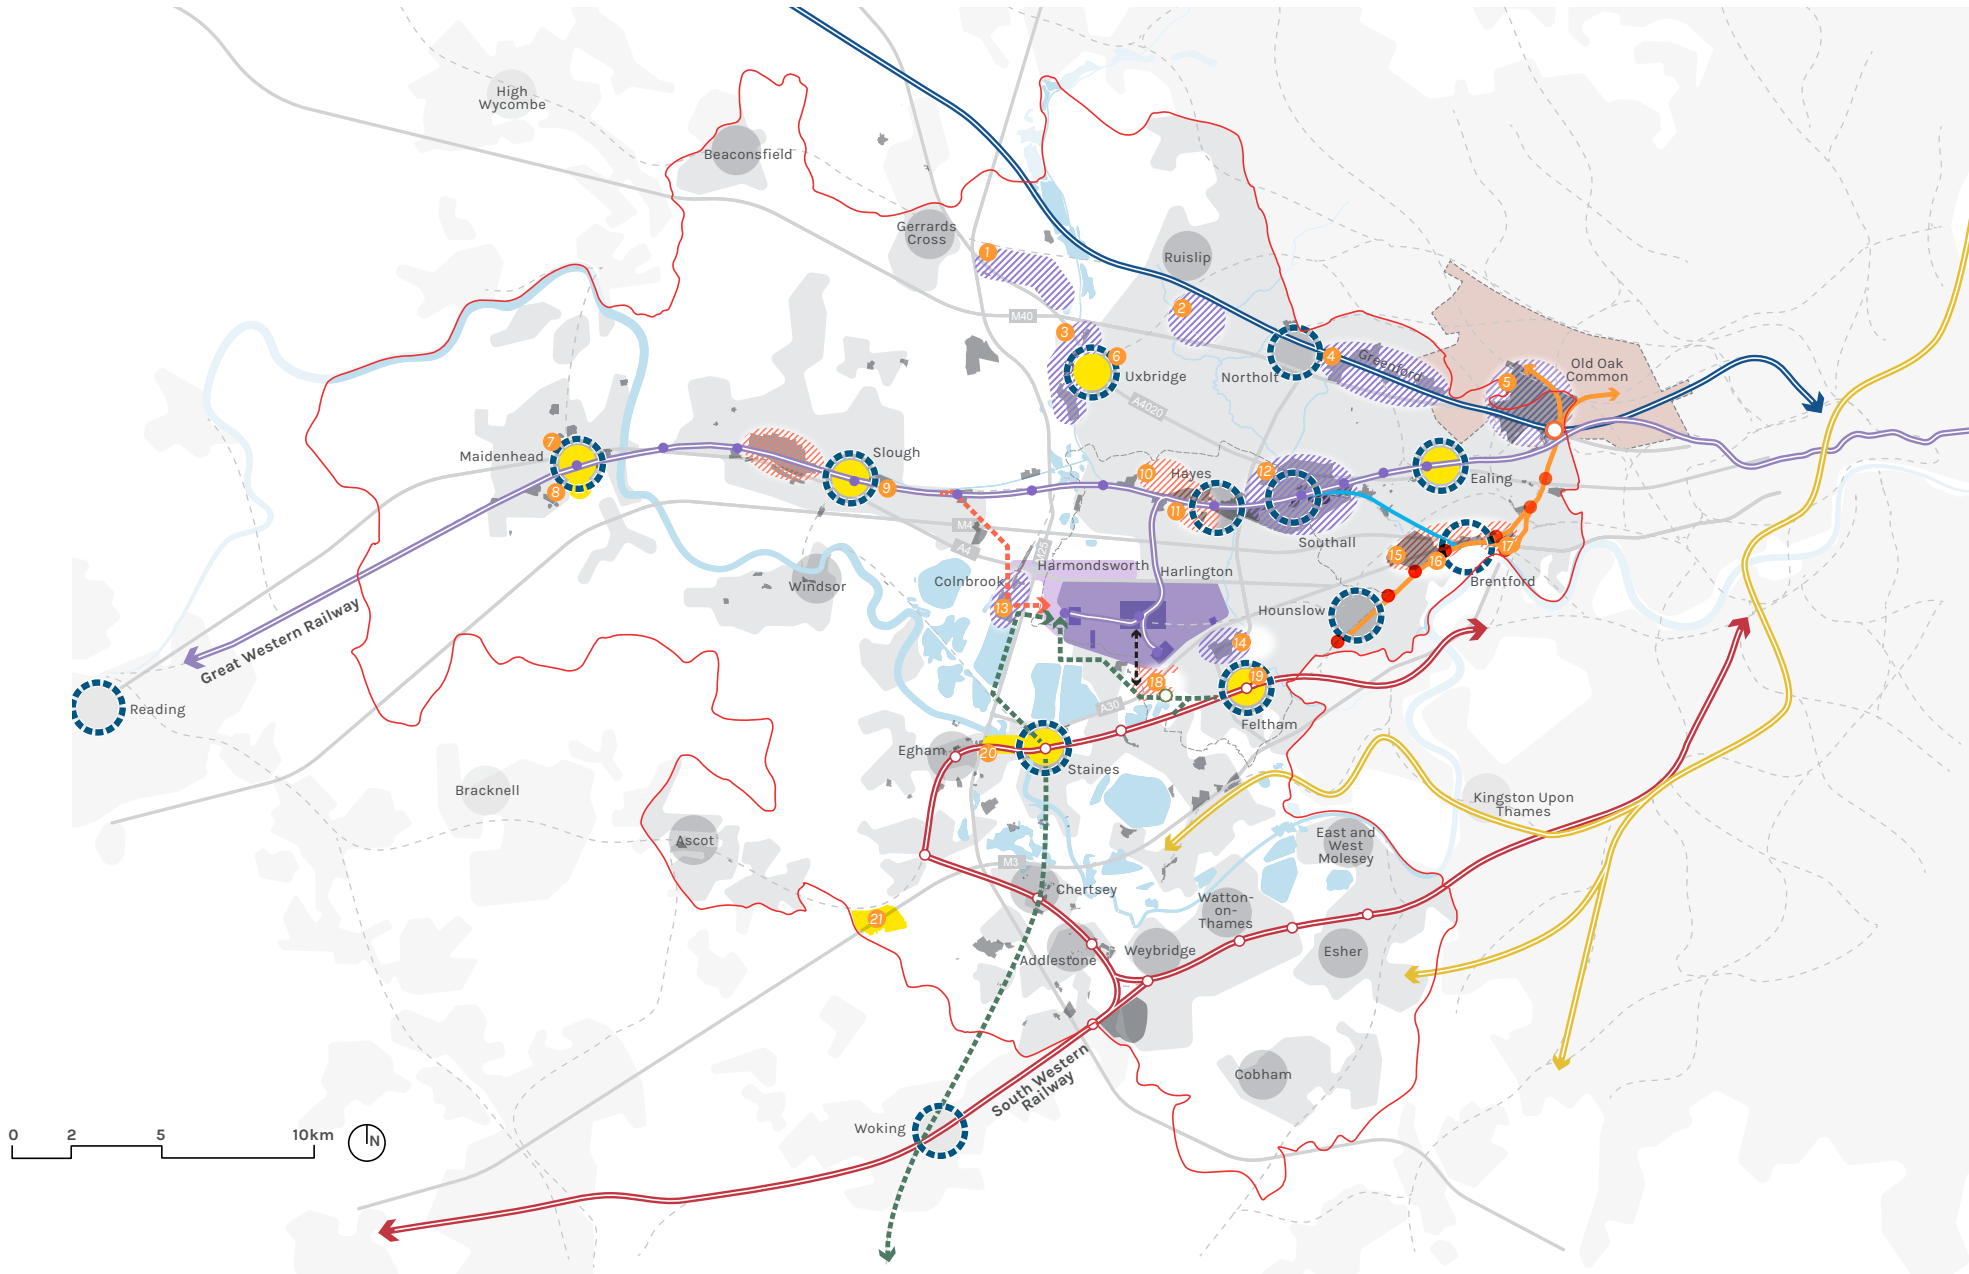 High
Wycombe
Beaconsfield
Gerrards
Cross
1
Ruislip
2
M40
3
6
Uxbridge
Northolt
4
Greenford
5
Old Oak
Common
A4020
7
Maidenhead
8
Slough
9
10
Hayes
11
12
Southall
Ealing
M4
A4
M25
Harmondsworth
Harlington
Colnbrook
13
15
16
17
Brentford
Windsor
Hounslow
14
Great Western Railway
Reading
18
19
A30
Feltham
Egham
20
Staines
Bracknell
Ascot
Kingston Upon
Thames
East and
West
Molesey
M3
Chertsey
Watton-
on-
Thames
21
Addlestone
Weybridge
Esher
Cobham
South Western
Railway
Woking
0 2 5 10km
N